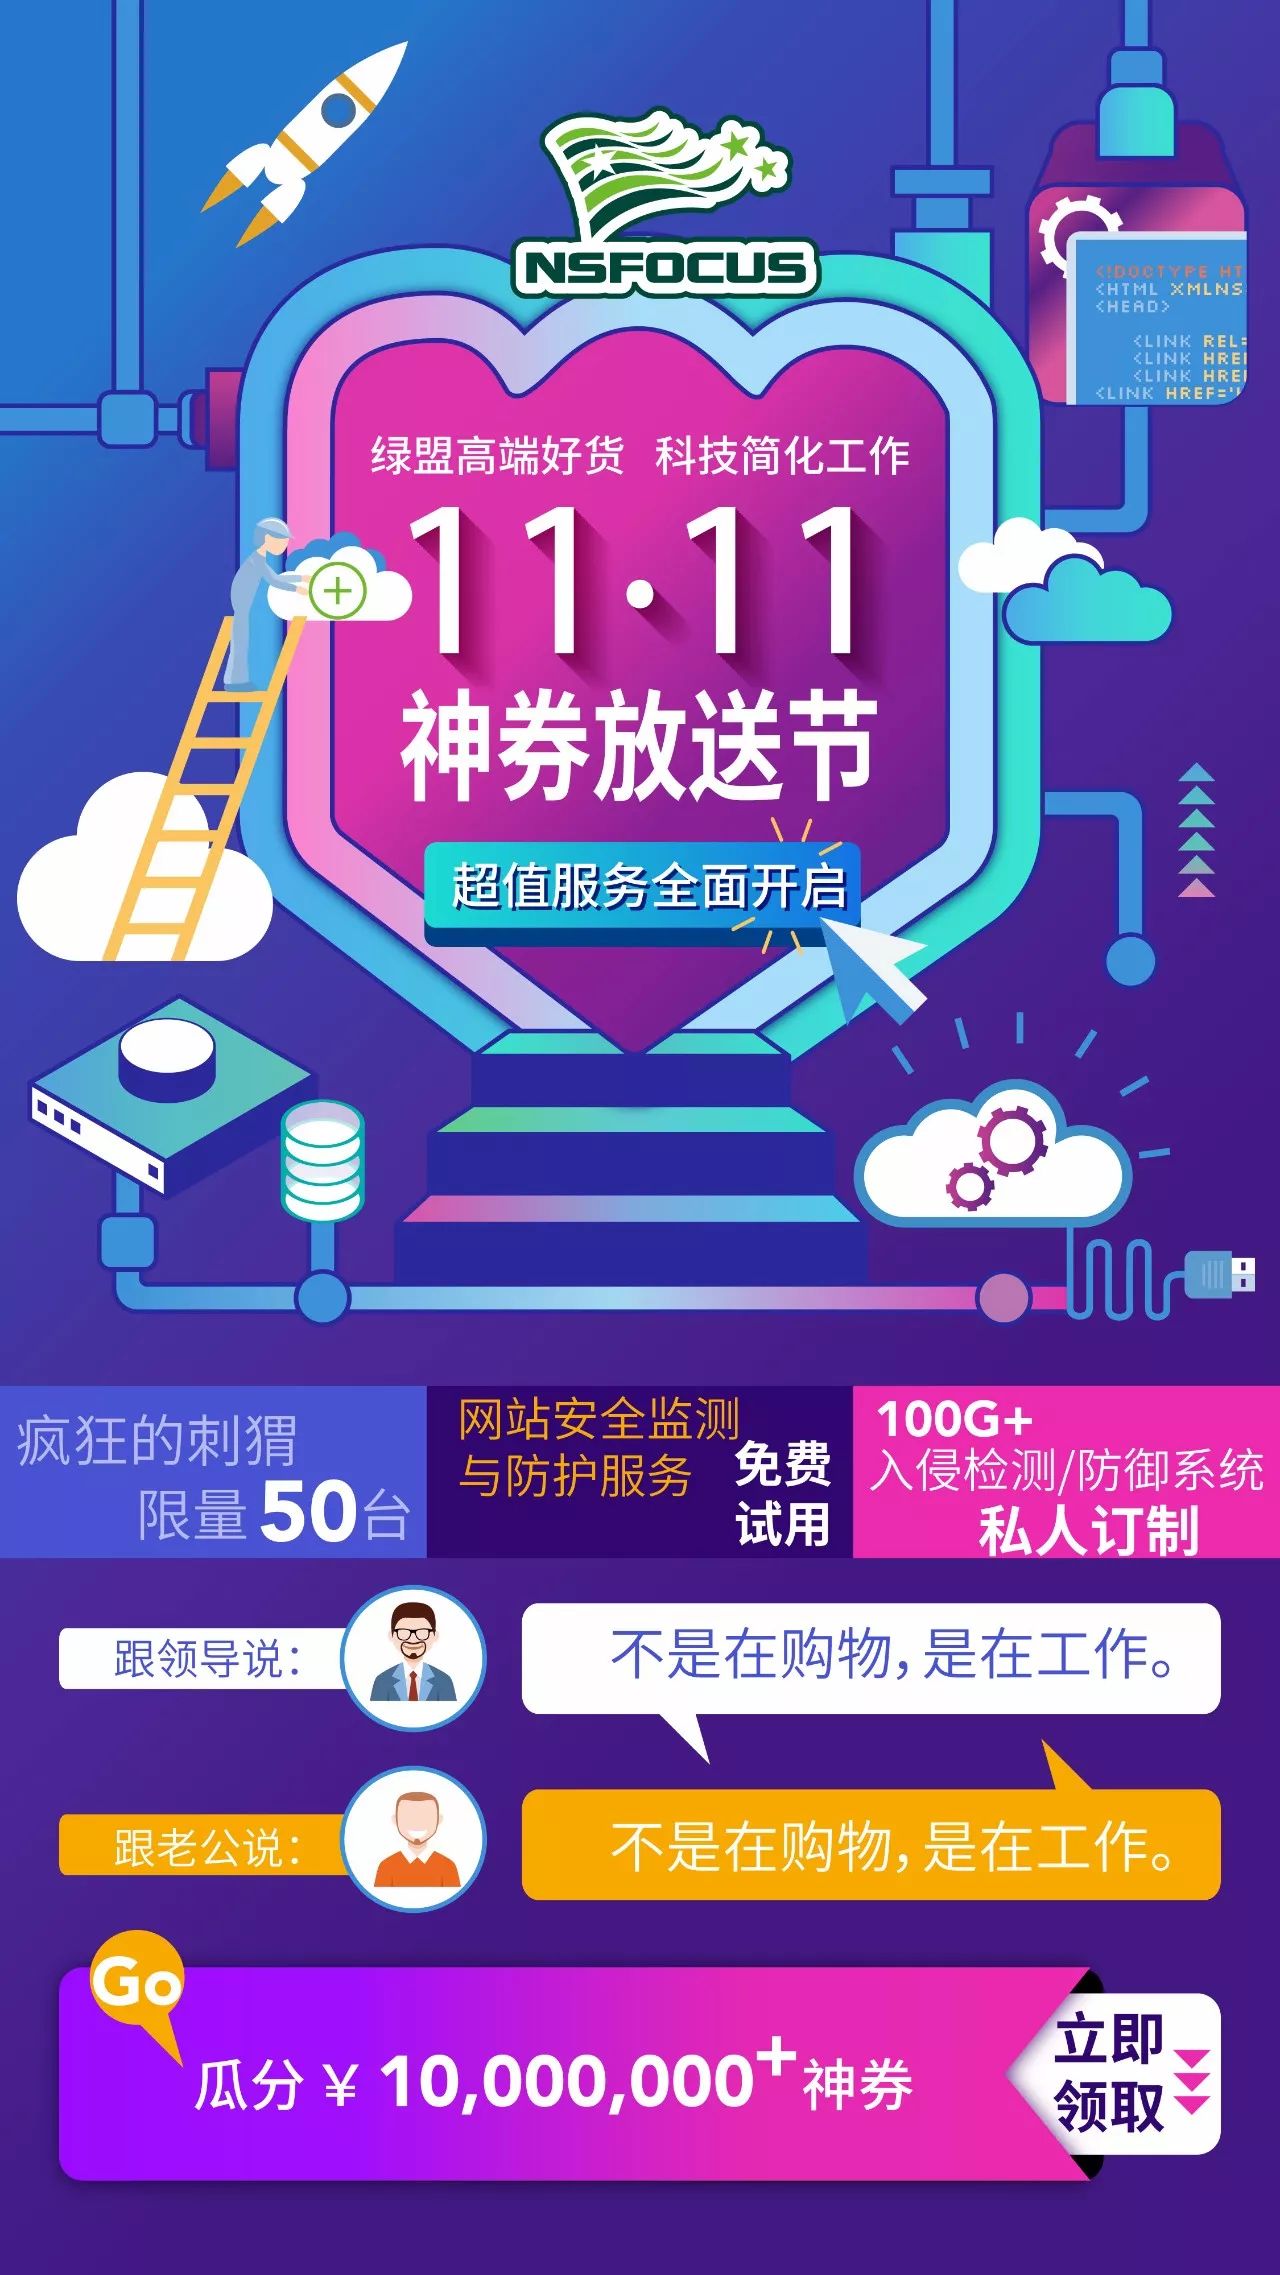 NSFOCUS
<!DOCTYPE HT
<HTML XMLNS
<HEAD>
<LINK REL=
<LINK HREF
<LINK HREF
<LINK HREF='
绿盟高端好货 科技简化工作
11·11
神券放送节
超值服务全面开启
疯狂的刺猬
限量50台
网站安全监测
与防护服务
免费
试用
100G+
入侵检测/防御系统
私人订制
跟领导说：
不是在购物，是在工作。
跟老公说：
不是在购物，是在工作。
Go
瓜分￥10,000,000+神券
立即
领取